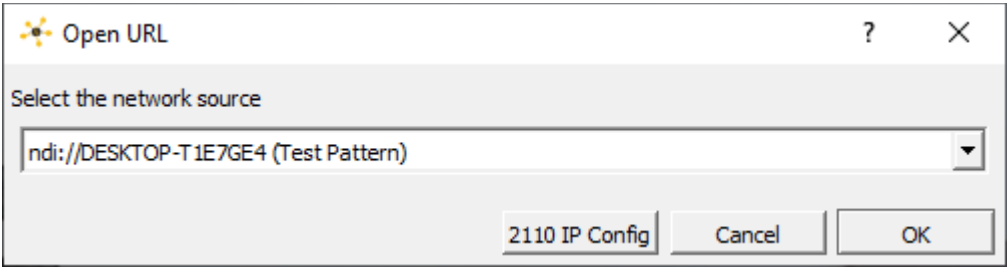 Open URL
?
Select the network source
ndi://DESKTOP-T1E7GE4 (Test Pattern)
2110 IP Config
Cancel
OK